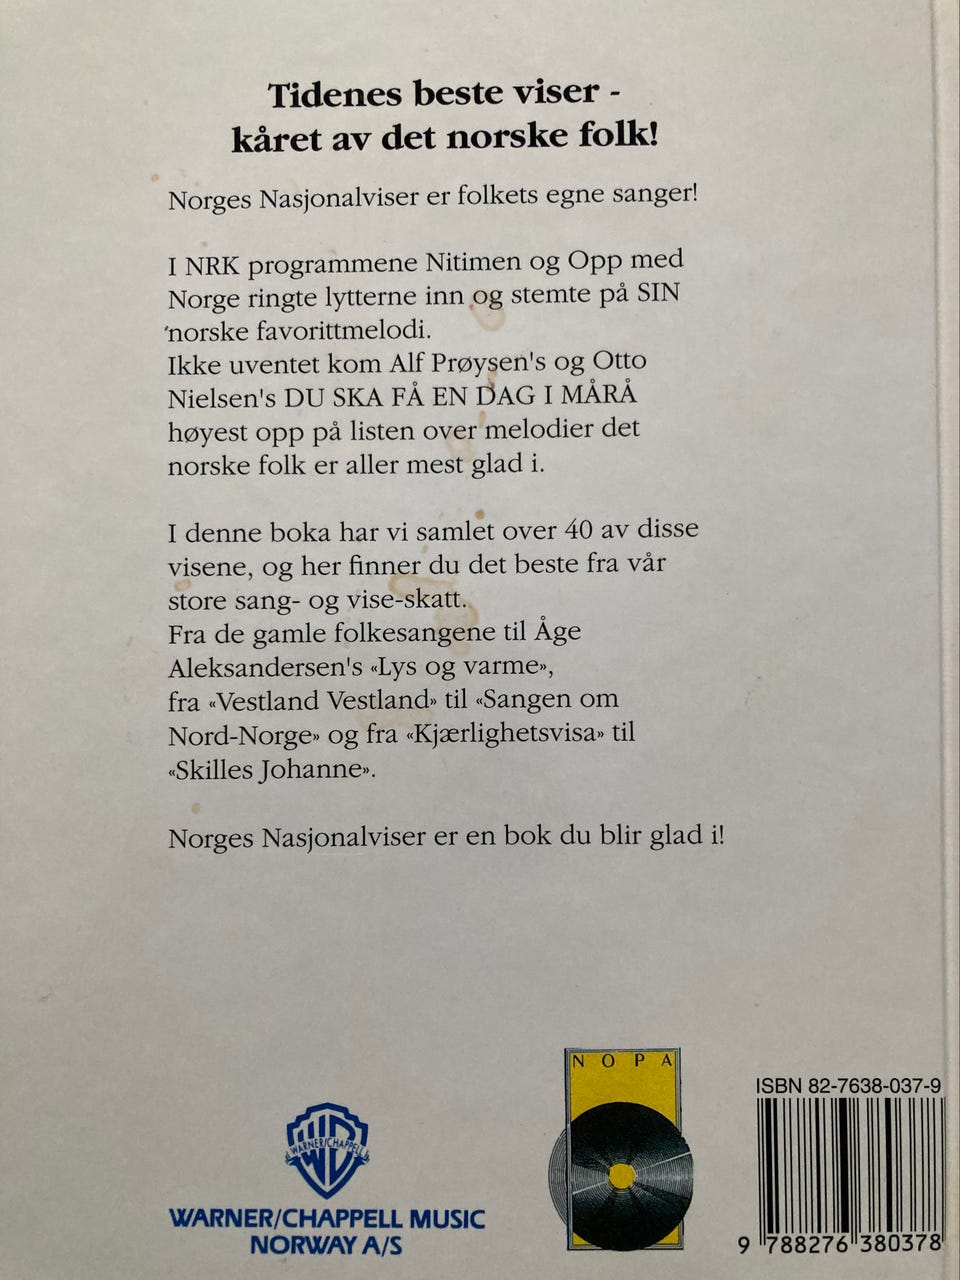 Tidenes beste viser -
kåret av det norske folk!
Norges Nasjonalviser er folkets egne sanger!
I NRK programmene Nitimen og Opp med
Norge ringte lytterne inn og stemte på SIN
norske favorittmelodi.
Ikke uventet kom Alf Prøysen's og Otto
Nielsen's DU SKA FÅ EN DAG I MÅRÅ
høyest opp på listen over melodier det
norske folk er aller mest glad i.
I denne boka har vi samlet over 40 av disse
visene, og her finner du det beste fra vår
store sang- og vise-skatt.
Fra de gamle folkesangene til Åge
Aleksandersen's «Lys og varme»,
fra «Vestland Vestland» til «Sangen om
Nord-Norge» og fra «Kjærlighetsvisa» til
«Skilles Johanne».
Norges Nasjonalviser er en bok du blir glad i!
NOPA
ISBN 82-7638-037-9
WARNER/CHAPPELL
WARNER/CHAPPELL MUSIC
NORWAY A/S
9 788276 380378